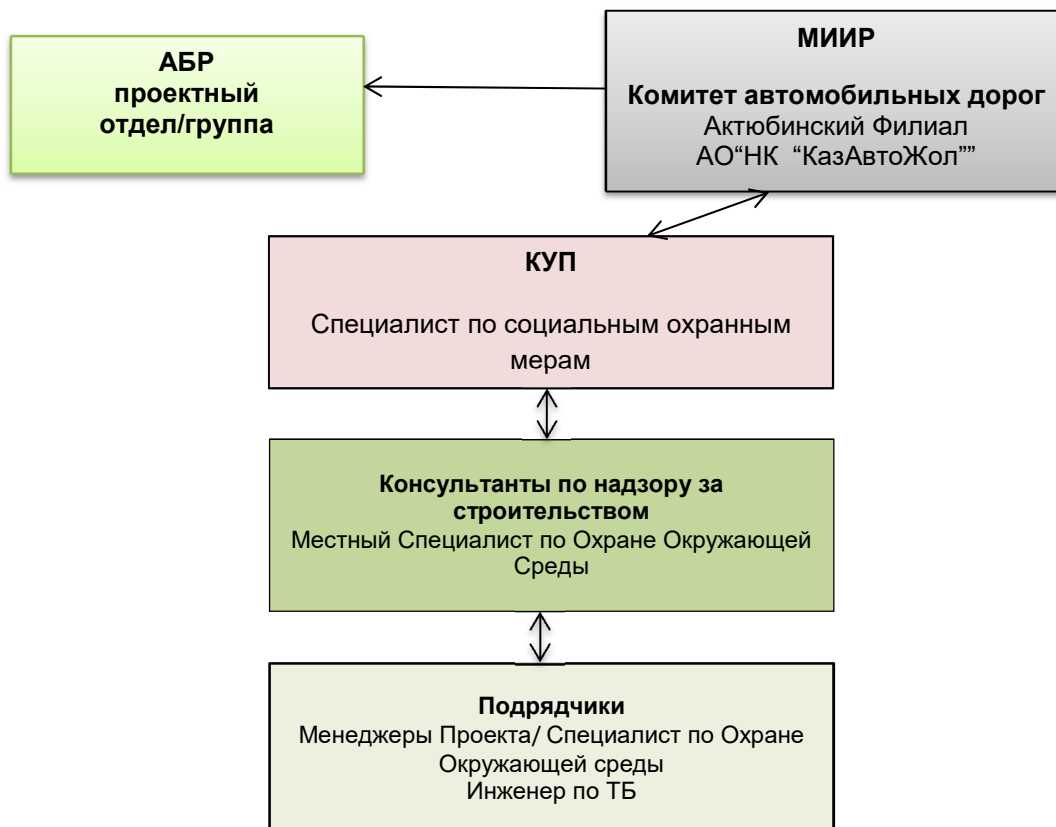 АБР
проектный
отдел/группа
МИИР
Комитет автомобильных дорог
Актюбинский Филиал
АО“НК “КазАвтоЖол””
КУП
Специалист по социальным охранным
мерам
Консультанты по надзору за
строительством
Местный Специалист по Охране Окружающей
Среды
Подрядчики
Менеджеры Проекта/ Специалист по Охране
Окружающей среды
Инженер по ТБ